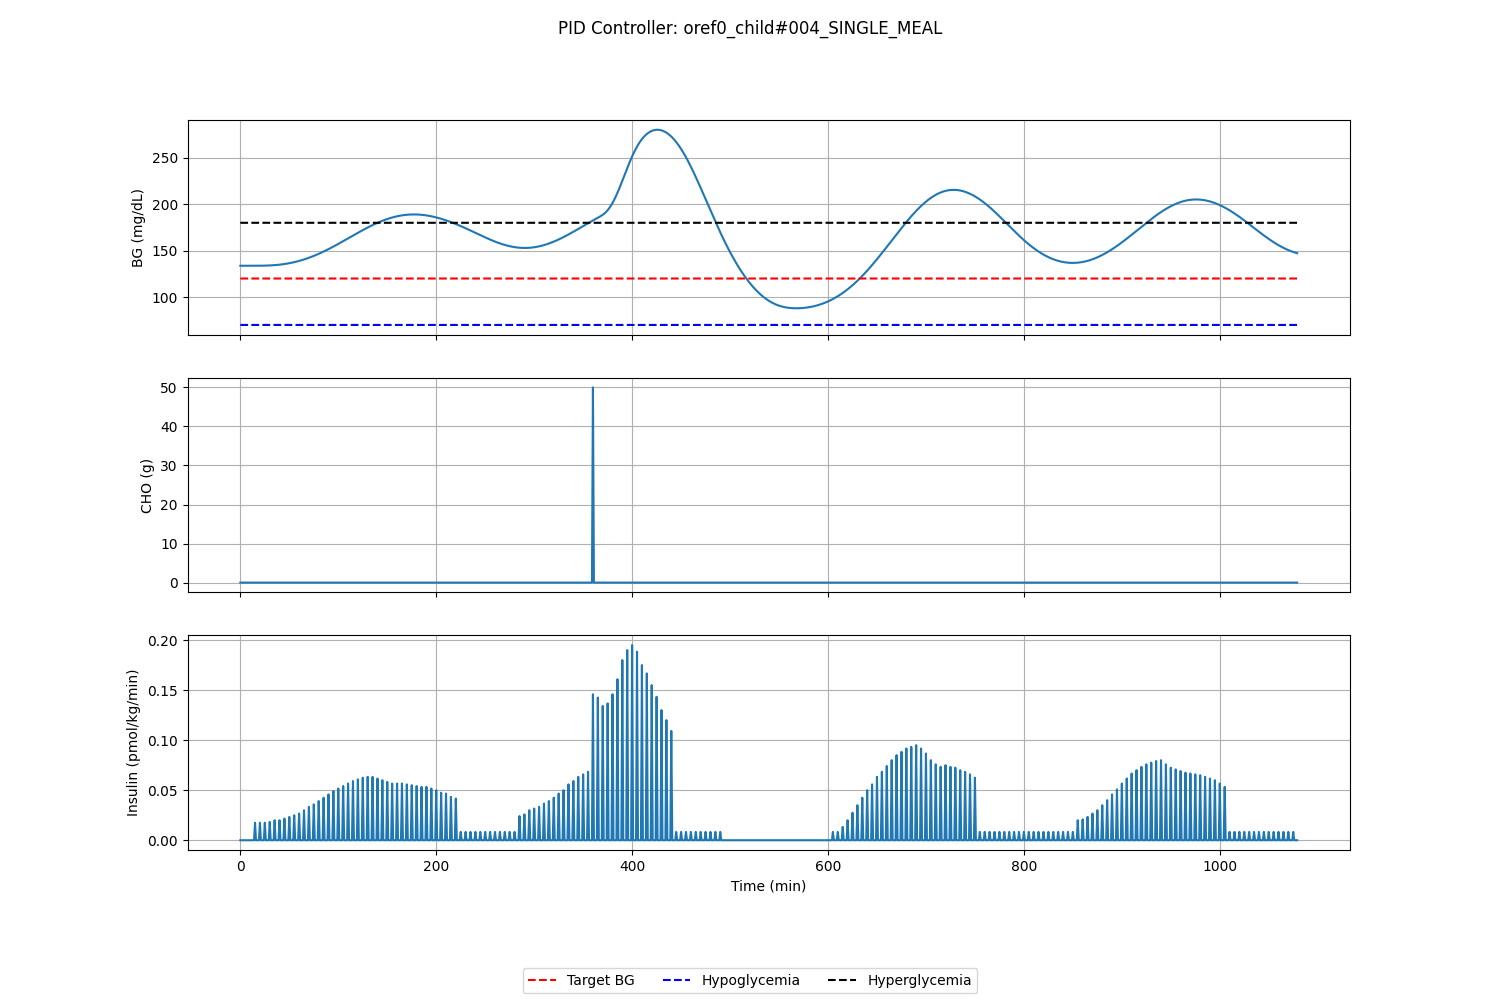 PID Controller: oref0_child#004_SINGLE_MEAL
BG (mg/dL)
250
200
150
100
CHO (g)
50
40
30
20
10
0
Insulin (pmol/kg/min)
0.20
0.15
0.10
0.05
0.00
0 200 400 600 800 1000
Time (min)
Target BG Hypoglycemia Hyperglycemia